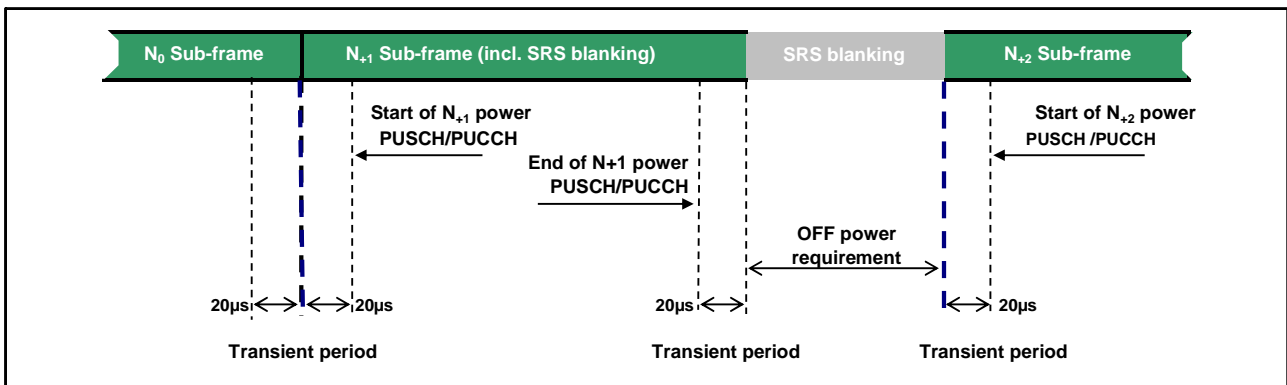 N₀ Sub-frame
N₊₁ Sub-frame (incl. SRS blanking)
SRS blanking
N₊₂ Sub-frame
Start of N₊₁ power
PUSCH/PUCCH
Start of N₊₂ power
PUSCH /PUCCH
End of N+1 power
PUSCH/PUCCH
OFF power
requirement
20µs
20µs
20µs
20µs
Transient period
Transient period
Transient period